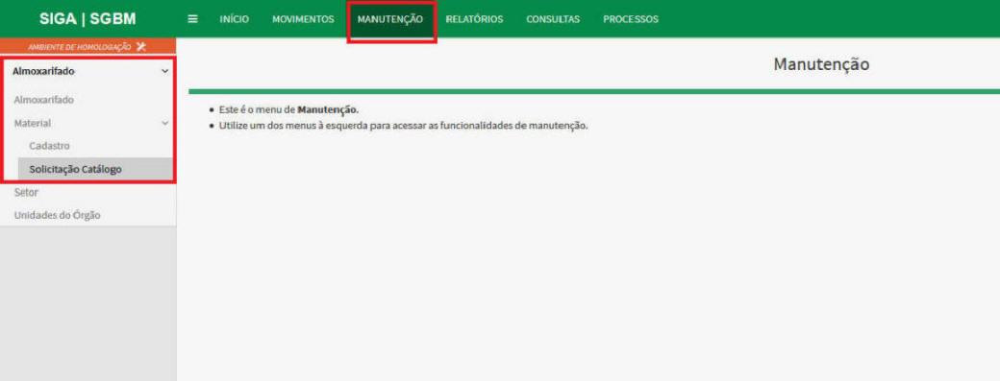 SIGA | SGBM
INÍCIO MOVIMENTOS MANUTENÇÃO RELATÓRIOS CONSULTAS PROCESSOS
AMBIENTE DE HOMOLOGAÇÃO
Almoxarifado
Manutenção
Almoxarifado
Material
Cadastro
Solicitação Catálogo
Setor
Unidades do Órgão
• Este é o menu de Manutenção.
• Utilize um dos menus à esquerda para acessar as funcionalidades de manutenção.